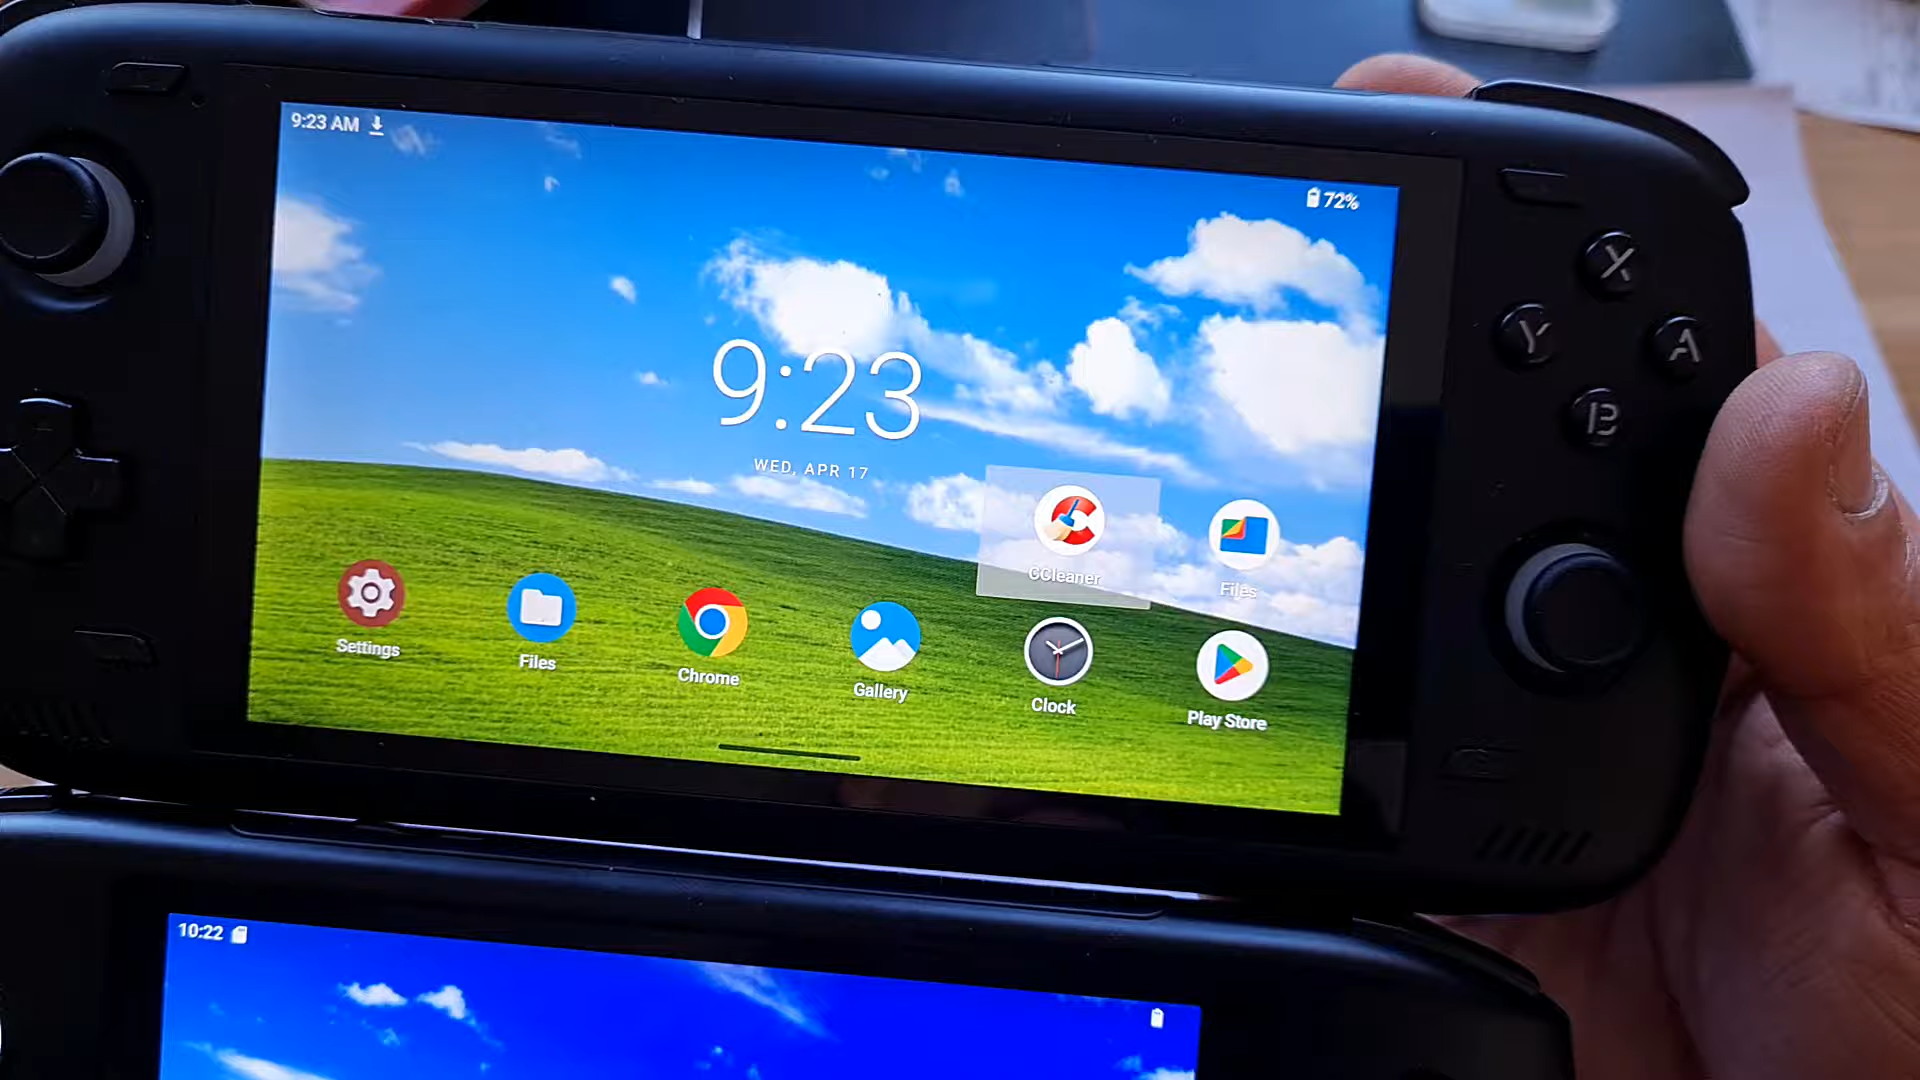 9:23 AM
72%
X
Y
A
B
9:23
WED, APR 17
CCleaner
Files
Settings
Files
Chrome
Gallery
Clock
Play Store
10:22